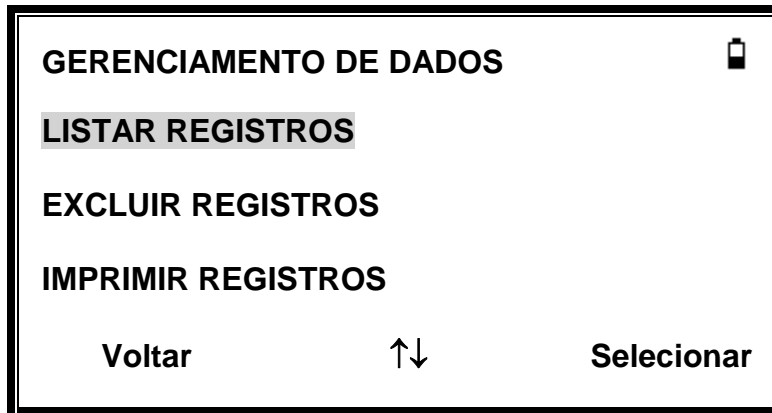 GERENCIAMENTO DE DADOS
LISTAR REGISTROS
EXCLUIR REGISTROS
IMPRIMIR REGISTROS
Voltar ↑↓ Selecionar